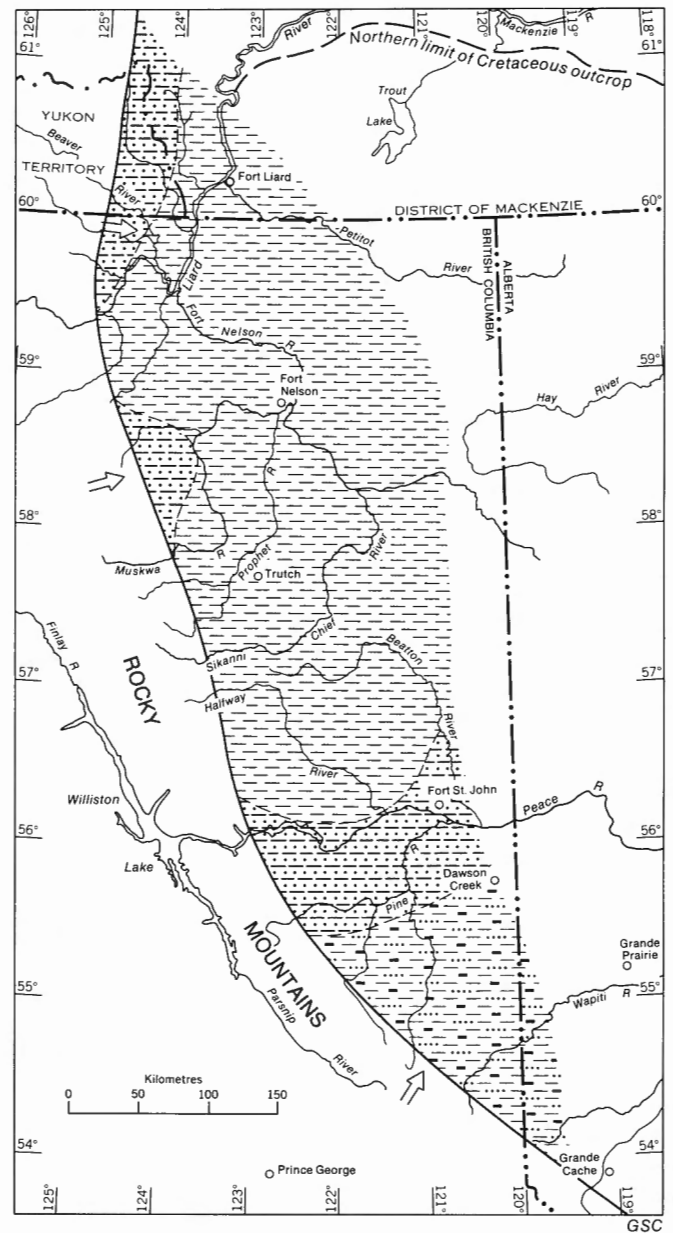 126°
125°
124°
123°
122°
121°
120°
119°
118°
61°
61°
River
Mackenzie R
Northern limit of Cretaceous outcrop
Trout
Lake
YUKON
Beaver
TERRITORY
River
Fort Liard
60°
60°
DISTRICT OF MACKENZIE
Petitot
River
BRITISH COLUMBIA
ALBERTA
Liard
Fort
Nelson R
59°
59°
Fort
Nelson
Hay River
R
58°
58°
Muskwa R
Prophet
Trutch
River
Chief
Sikanni
Beatton
River
57°
57°
Finlay R
ROCKY
Halfway
River
Williston
Fort St. John
Peace R
56°
56°
Lake
R
Dawson
Creek
Pine
MOUNTAINS
Grande
Prairie
55°
55°
Parsnip
River
Wapiti R
Kilometres
0 50 100 150
54°
54°
Prince George
Grande
Cache
125°
124°
123°
122°
121°
120°
119°
GSC